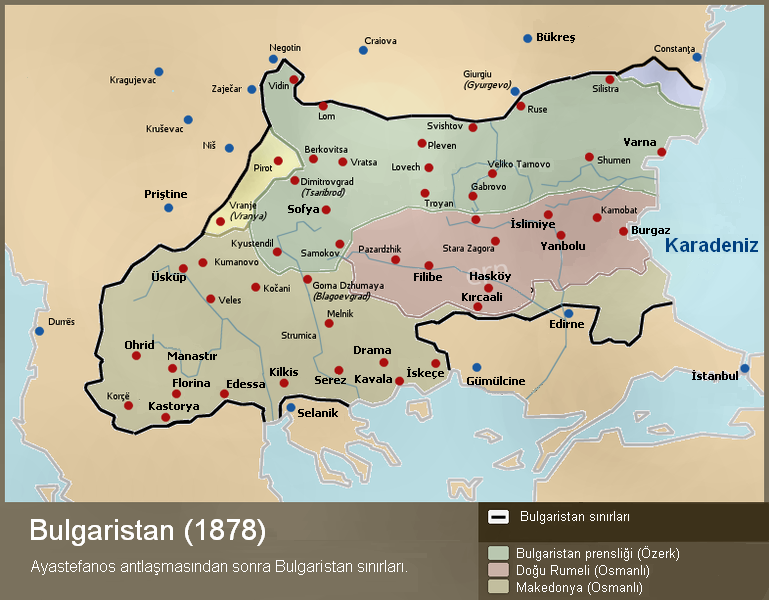 Negotin
Craiova
Bükreş
Constanţa
Kragujevac
Zaječar
Vidin
Giurgiu
(Gyurgevo)
Silistra
Lom
Ruse
Kruševac
Svishtov
Niš
Berkovitsa
Pleven
Varna
Pirot
Vratsa
Lovech
Veliko Tarnovo
Shumen
Dimitrovgrad
(Tsaribrod)
Gabrovo
Priştine
Troyan
Vranje
(Vranya)
Sofya
İslimiye
Karnobat
Burgaz
Kyustendil
Samokov
Pazardzhik
Stara Zagora
Yanbolu
Karadeniz
Üsküp
Kumanovo
Filibe
Hasköy
Kočani
Gorna Dzhumaya
(Blagoevgrad)
Kırcaali
Veles
Melnik
Durrës
Strumica
Edirne
Ohrid
Manastır
Drama
İskeçe
Florina
Edessa
Kilkis
Serez
Kavala
Gümülcine
İstanbul
Korçë
Kastorya
Selanik
Bulgaristan (1878)
Ayastefanos antlaşmasından sonra Bulgaristan sınırları.
Bulgaristan sınırları
Bulgaristan prensliği (Özerk)
Doğu Rumeli (Osmanlı)
Makedonya (Osmanlı)